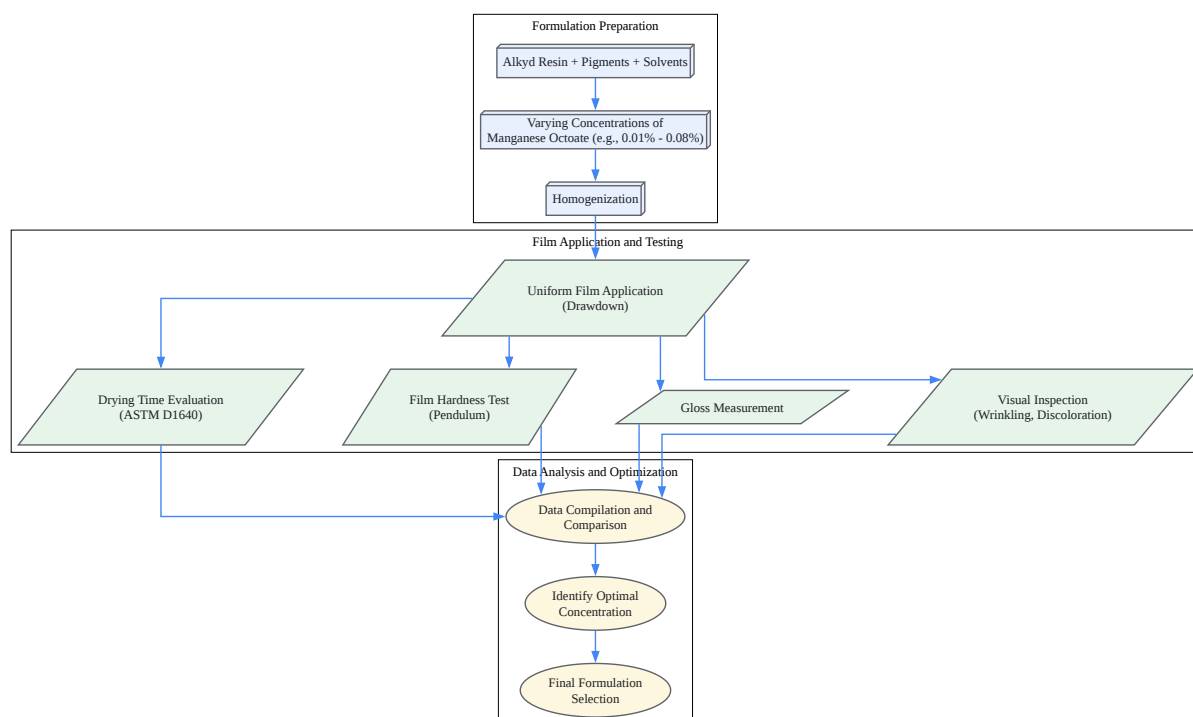 Formulation Preparation
Alkyd Resin + Pigments + Solvents
Varying Concentrations of
Manganese Octoate (e.g., 0.01% - 0.08%)
Homogenization
Film Application and Testing
Uniform Film Application
(Drawdown)
Drying Time Evaluation
(ASTM D1640)
Film Hardness Test
(Pendulum)
Gloss Measurement
Visual Inspection
(Wrinkling, Discoloration)
Data Analysis and Optimization
Data Compilation and
Comparison
Identify Optimal
Concentration
Final Formulation
Selection